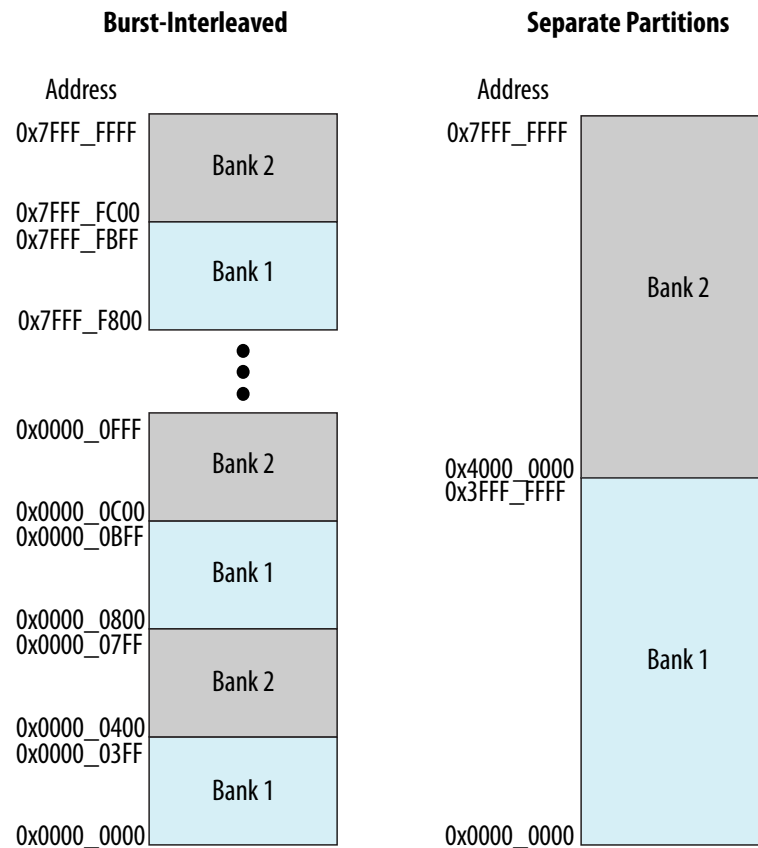 Burst-Interleaved
Address
0x7FFF_FFFF
Bank 2
0x7FFF_FC00
0x7FFF_FBFF
Bank 1
0x7FFF_F800
0x0000_0FFF
Bank 2
0x0000_0C00
0x0000_0BFF
Bank 1
0x0000_0800
0x0000_07FF
Bank 2
0x0000_0400
0x0000_03FF
Bank 1
0x0000_0000
Separate Partitions
Address
0x7FFF_FFFF
Bank 2
0x4000_0000
0x3FFF_FFFF
Bank 1
0x0000_0000